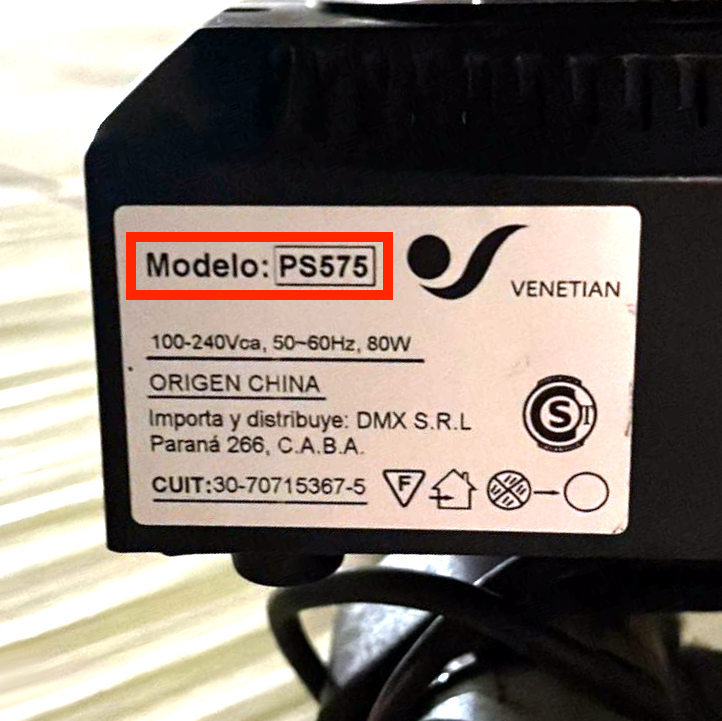 Modelo: PS575
VENETIAN
100-240Vca, 50~60Hz, 80W
ORIGEN CHINA
Importa y distribuye: DMX S.R.L
Paraná 266, C.A.B.A.
CUIT:30-70715367-5
S
T
F